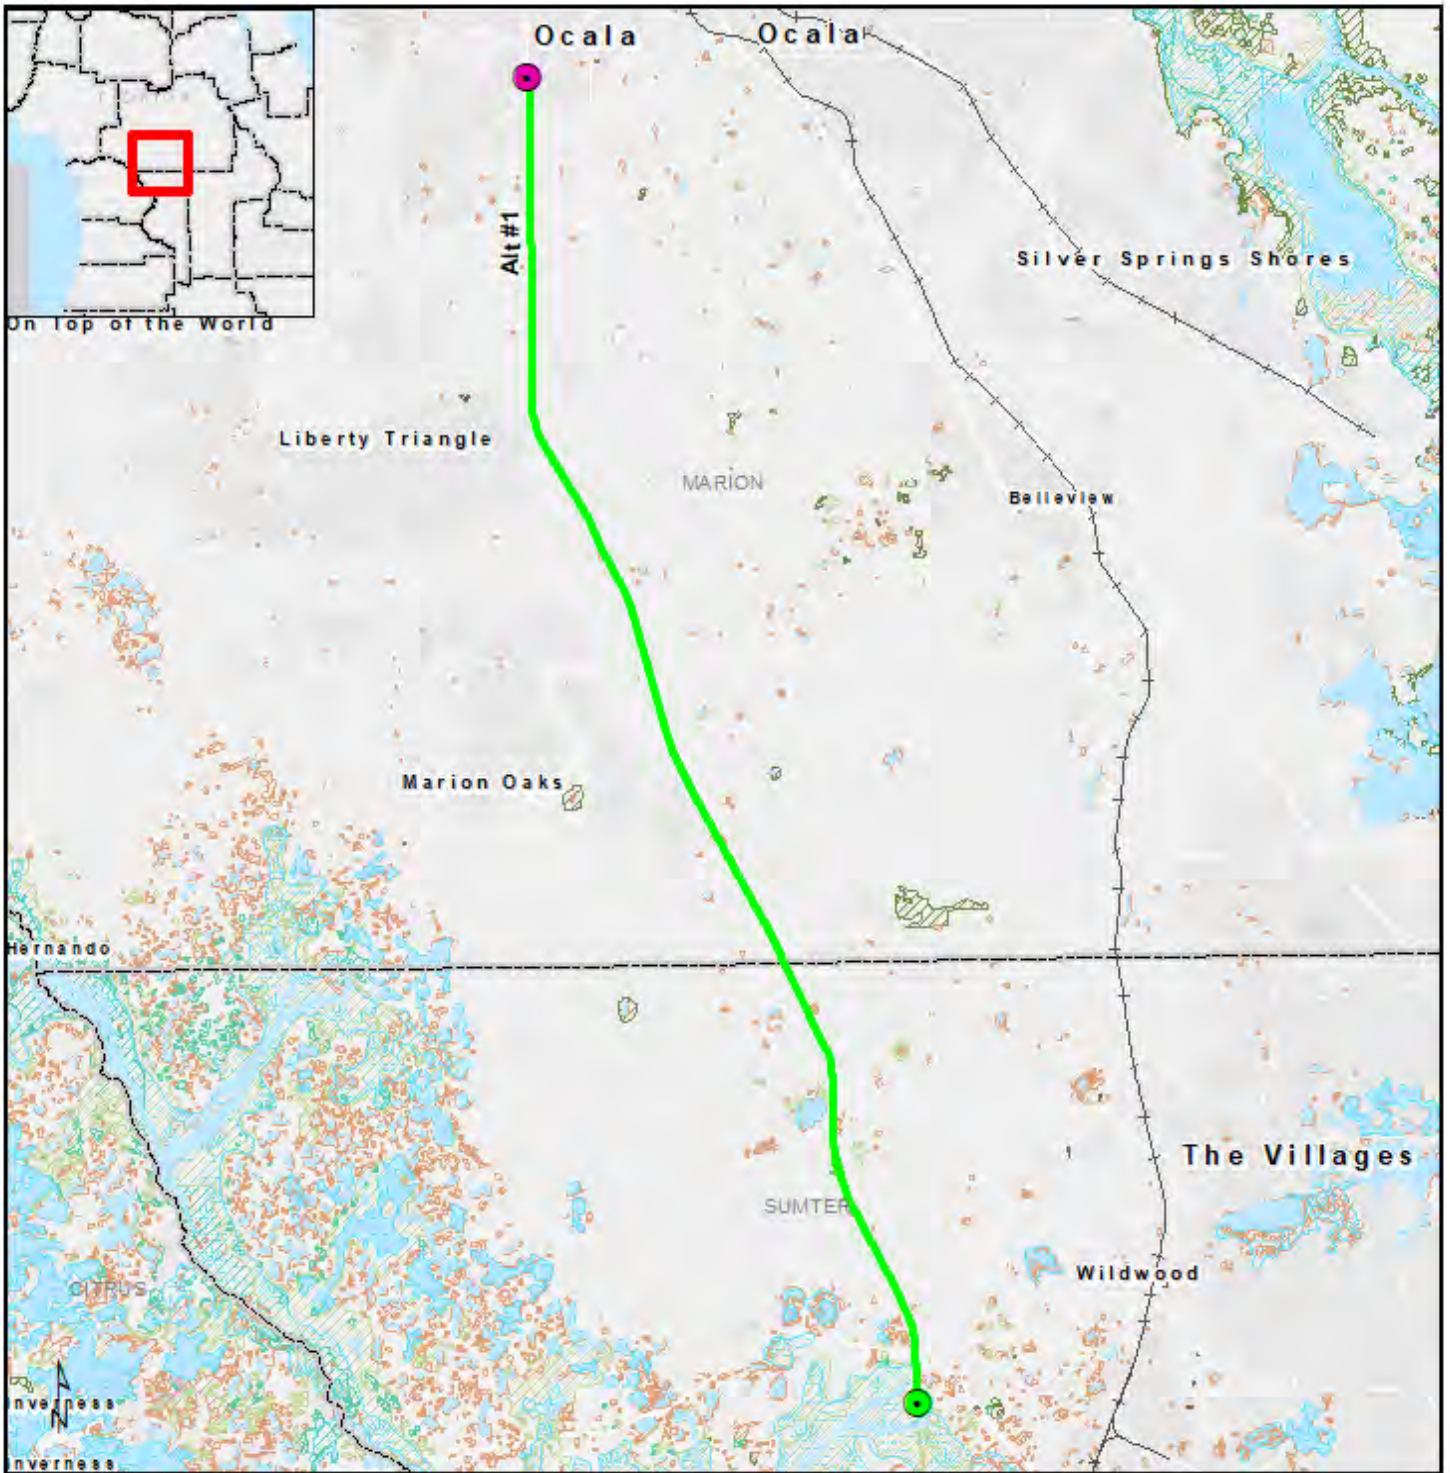 Ocala
Ocala
Alt #1
Silver Springs Shores
On Top of the World
Liberty Triangle
MARION
Belleview
Marion Oaks
Hernando
The Villages
SUMTER
Wildwood
CITRUS
Inverness
N
Inverness